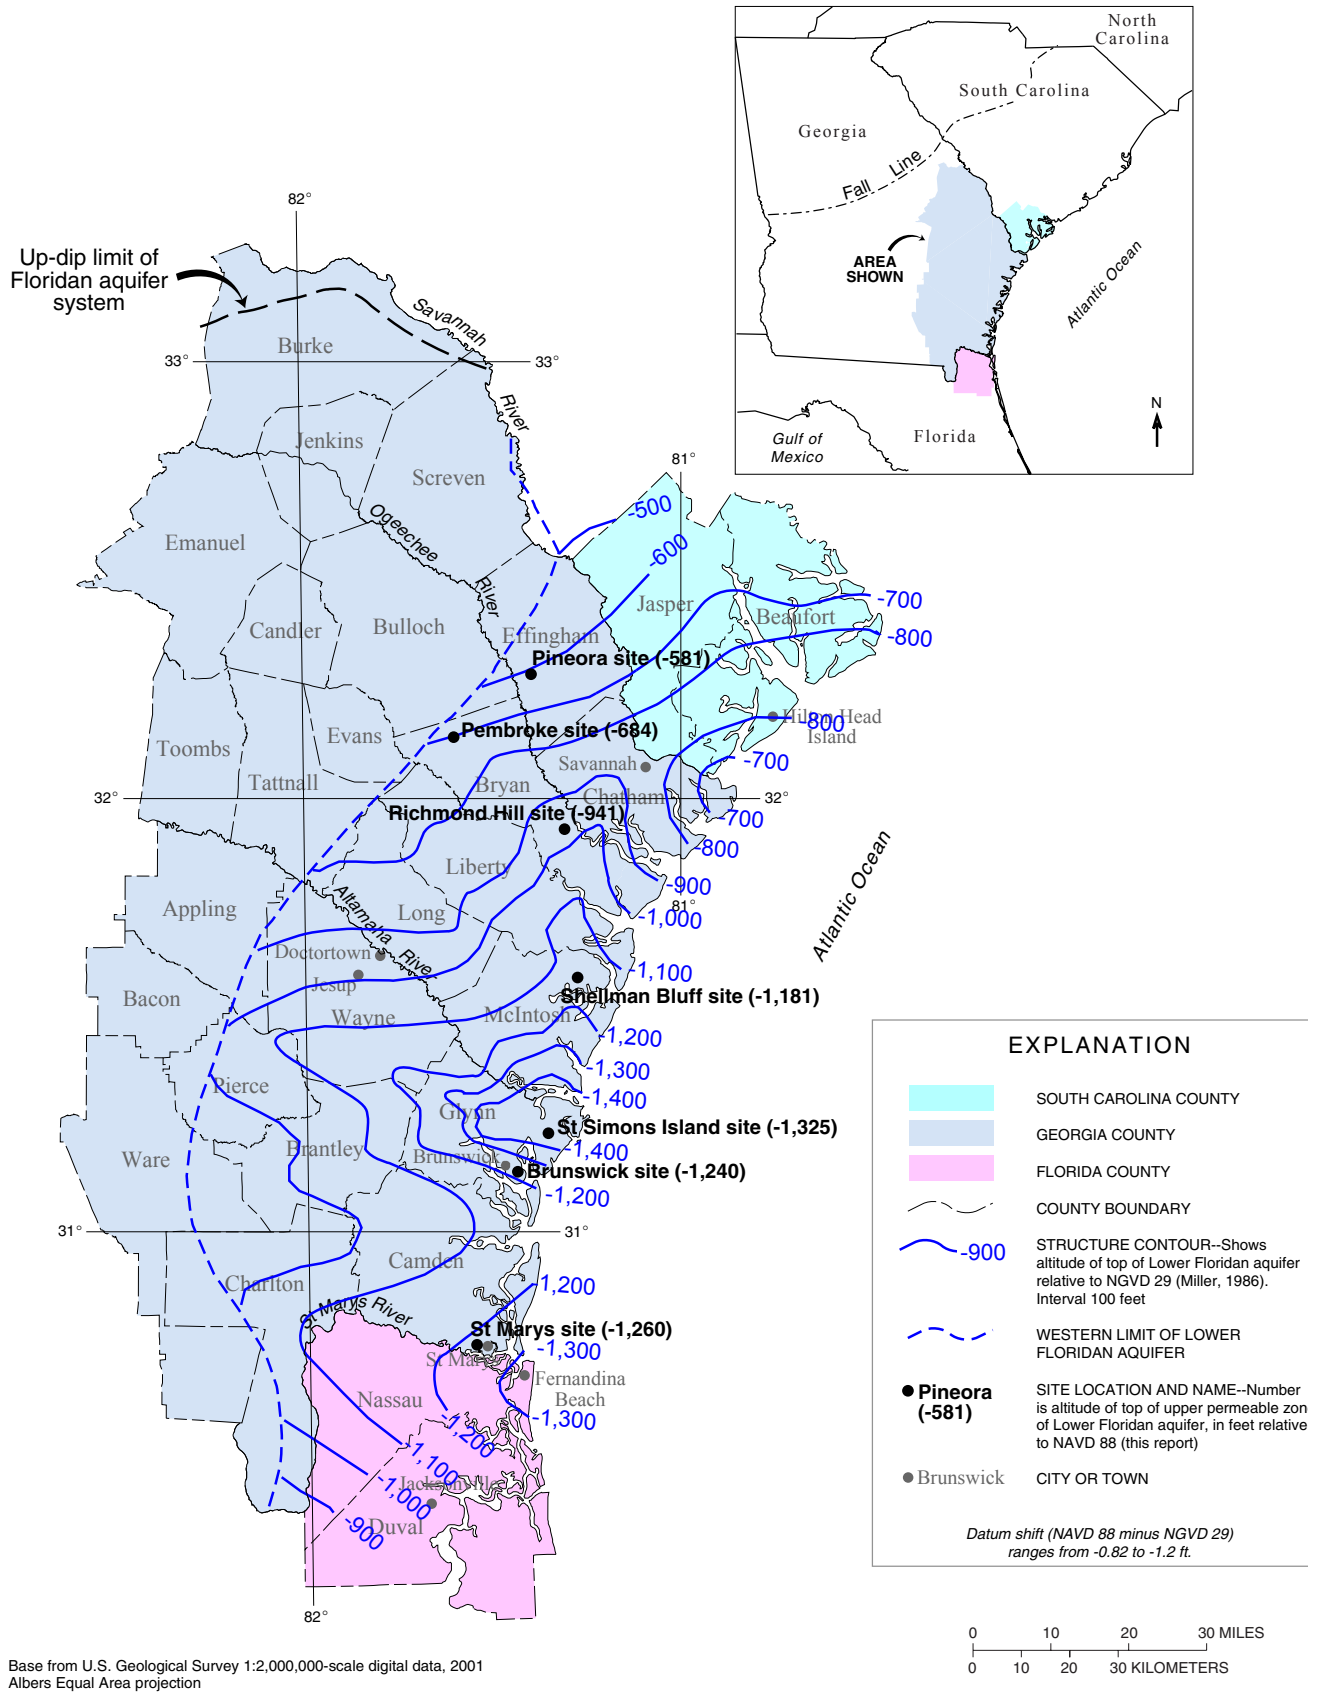 North
Carolina
South Carolina
Georgia
Fall Line
AREA
SHOWN
Atlantic Ocean
N
Florida
Gulf of
Mexico
82°
Up-dip limit of
Floridan aquifer
system
Savannah
River
Burke
33°
33°
Jenkins
Screven
81°
-500
Ogeechee
River
Emanuel
-600
Jasper
-700
Candler
Bulloch
Beaufort
Effingham
-800
Pineora site (-581)
Hilton Head
Island
-800
Pembroke site (-684)
Toombs
Evans
Savannah
-700
Tattnall
Bryan
Chatham
32°
32°
Richmond Hill site (-941)
-700
-800
Liberty
-900
81°
Altamaha River
Appling
Long
-1,000
Atlantic Ocean
Doctortown
-1,100
Jesup
Bacon
Shellman Bluff site (-1,181)
Wayne
McIntosh
-1,200
-1,300
Pierce
-1,400
Glynn
St Simons Island site (-1,325)
Brantley
-1,400
Ware
Brunswick
Brunswick site (-1,240)
-1,200
31°
31°
Camden
Charlton
-1,200
St Marys River
St Marys site (-1,260)
-1,300
St Marys
Fernandina
Beach
Nassau
-1,300
-1,200
-1,100
Jacksonville
-1,000
-900
Duval
82°
EXPLANATION
SOUTH CAROLINA COUNTY
GEORGIA COUNTY
FLORIDA COUNTY
COUNTY BOUNDARY
-900
STRUCTURE CONTOUR--Shows
altitude of top of Lower Floridan aquifer
relative to NGVD 29 (Miller, 1986).
Interval 100 feet
WESTERN LIMIT OF LOWER
FLORIDAN AQUIFER
Pineora
(-581)
SITE LOCATION AND NAME--Number
is altitude of top of upper permeable zon
of Lower Floridan aquifer, in feet relative
to NAVD 88 (this report)
Brunswick
CITY OR TOWN
Datum shift (NAVD 88 minus NGVD 29)
ranges from -0.82 to -1.2 ft.
0 10 20 30 MILES
0 10 20 30 KILOMETERS
Base from U.S. Geological Survey 1:2,000,000-scale digital data, 2001
Albers Equal Area projection